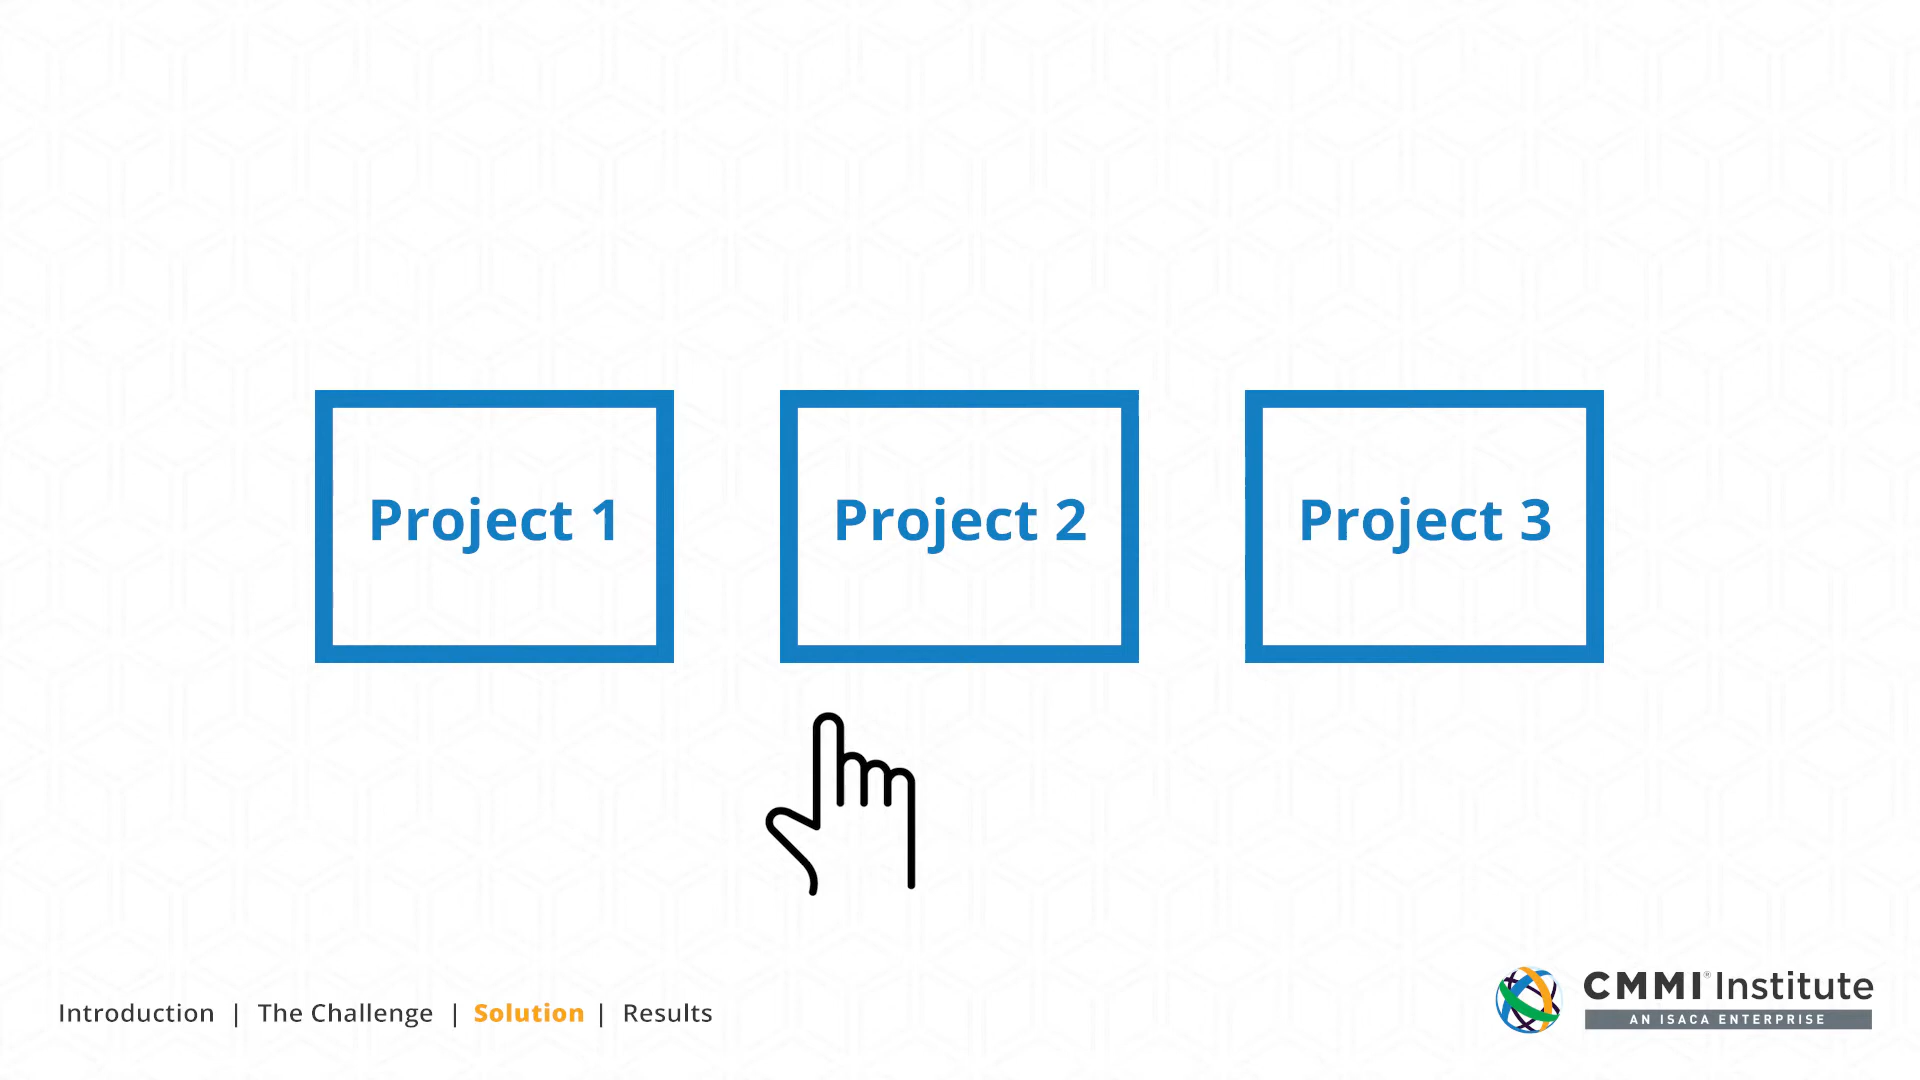 Project 1
Project 2
Project 3
Introduction | The Challenge | Solution | Results
CMMI® Institute
AN ISACA ENTERPRISE